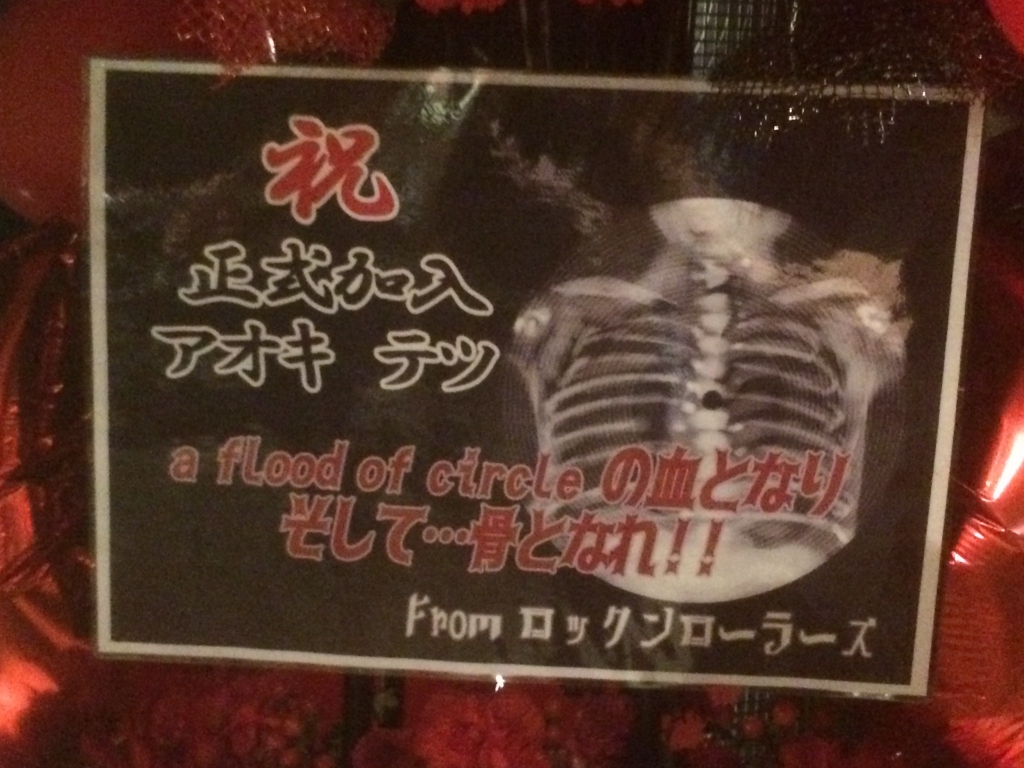 祝
正式加入
アオキ テツ
a flood of circle の血となり
そして…骨となれ!!
From ロックンローラーズ